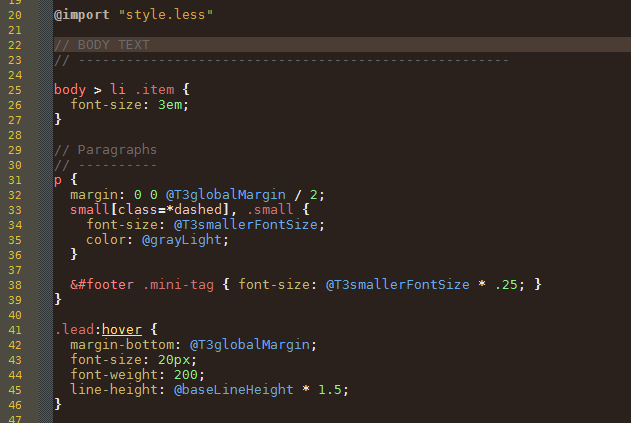 19
20 @import "style.less"
21
22 // BODY TEXT
23 // ------------------------------------------------------
24
25 body > li .item {
26   font-size: 3em;
27 }
28
29 // Paragraphs
30 // ----------
31 p {
32   margin: 0 0 @T3globalMargin / 2;
33   small[class=*dashed], .small {
34     font-size: @T3smallerFontSize;
35     color: @grayLight;
36   }
37
38   &#footer .mini-tag { font-size: @T3smallerFontSize * .25; }
39 }
40
41 .lead:hover {
42   margin-bottom: @T3globalMargin;
43   font-size: 20px;
44   font-weight: 200;
45   line-height: @baseLineHeight * 1.5;
46 }
47